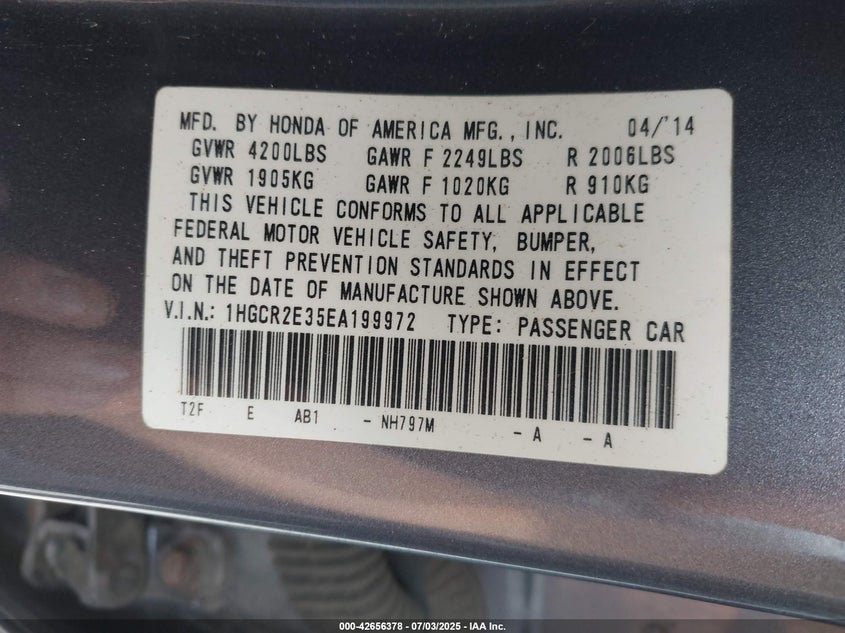 MFD. BY HONDA OF AMERICA MFG., INC. 04/'14
GVWR 4200LBS GAWR F 2249LBS R 2006LBS
GVWR 1905KG GAWR F 1020KG R 910KG
THIS VEHICLE CONFORMS TO ALL APPLICABLE
FEDERAL MOTOR VEHICLE SAFETY, BUMPER,
AND THEFT PREVENTION STANDARDS IN EFFECT
ON THE DATE OF MANUFACTURE SHOWN ABOVE.
V.I.N.: 1HGCR2E35EA199972 TYPE: PASSENGER CAR
T2F E AB1 - NH797M - A - A
000-42656378 - 07/03/2025 - IAA Inc.